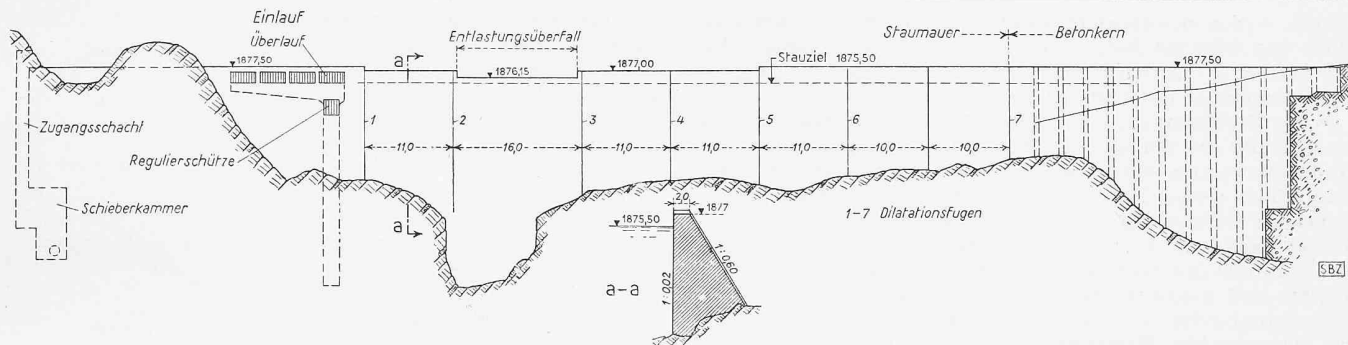 Einlauf
Überlauf
1877,50
a
Entlastungsüberfall
1876,15
1877,00
Stauziel 1875,50
Staumauer
Betonkern
1877,50
Zugangsschacht
Regulierschütze
Schieberkammer
1
2
3
4
5
6
7
11,0
16,0
11,0
11,0
11,0
10,0
10,0
a
2,0
1877
1875,50
1:0,02
1:0,60
a-a
1-7 Dilatationsfugen
SBZ